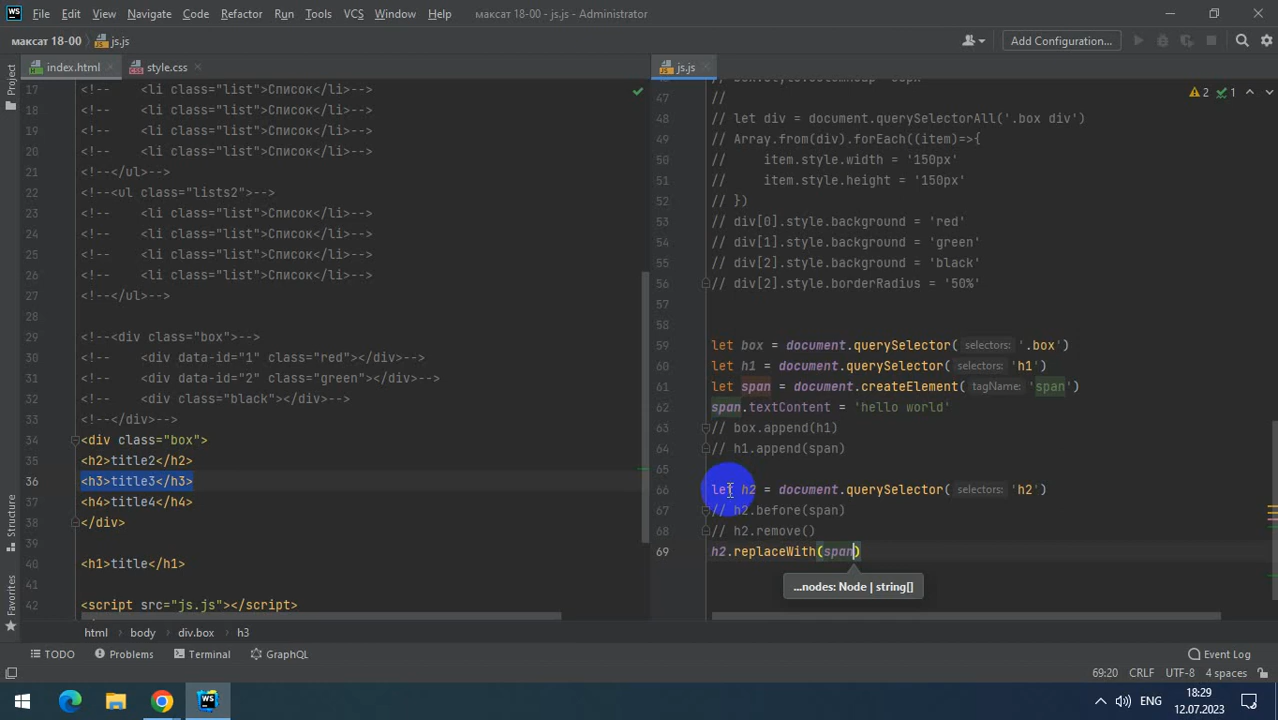 File Edit View Navigate Code Refactor Run Tools VCS Window Help максат 18-00 - js.js - Administrator
максат 18-00 js.js Add Configuration...
Project
index.html style.css
17 <!-- <li class="list">Список</li>-->
18 <!-- <li class="list">Список</li>-->
19 <!-- <li class="list">Список</li>-->
20 <!-- <li class="list">Список</li>-->
21 <!--</ul>-->
22 <!--<ul class="lists2">-->
23 <!-- <li class="list">Список</li>-->
24 <!-- <li class="list">Список</li>-->
25 <!-- <li class="list">Список</li>-->
26 <!-- <li class="list">Список</li>-->
27 <!--</ul>-->
28
29 <!--<div class="box">-->
30 <!-- <div data-id="1" class="red"></div>-->
31 <!-- <div data-id="2" class="green"></div>-->
32 <!-- <div class="black"></div>-->
33 <!--</div>-->
34 <div class="box">
35 <h2>title2</h2>
36 <h3>title3</h3>
37 <h4>title4</h4>
38 </div>
39
40 <h1>title</h1>
41
42 <script src="js.js"></script>
html body div.box h3
js.js
2 1
47 //
48 // let div = document.querySelectorAll('.box div')
49 // Array.from(div).forEach((item)=>{
50 // item.style.width = '150px'
51 // item.style.height = '150px'
52 // })
53 // div[0].style.background = 'red'
54 // div[1].style.background = 'green'
55 // div[2].style.background = 'black'
56 // div[2].style.borderRadius = '50%'
57
58
59 let box = document.querySelector( selectors: '.box')
60 let h1 = document.querySelector( selectors: 'h1')
61 let span = document.createElement( tagName: 'span')
62 span.textContent = 'hello world'
63 // box.append(h1)
64 // h1.append(span)
65
66 let h2 = document.querySelector( selectors: 'h2')
67 // h2.before(span)
68 // h2.remove()
69 h2.replaceWith(span)
...nodes: Node | string[]
Structure
Favorites
TODO Problems Terminal GraphQL Event Log
69:20 CRLF UTF-8 4 spaces
WS ENG 18:29
12.07.2023